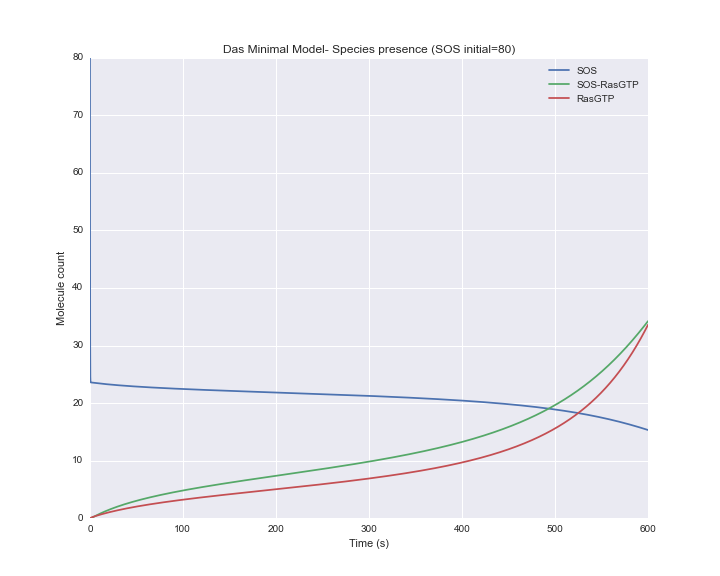 Das Minimal Model- Species presence (SOS initial=80)
80
70
60
50
40
30
20
10
0
Molecule count
SOS
SOS-RasGTP
RasGTP
0 100 200 300 400 500 600
Time (s)